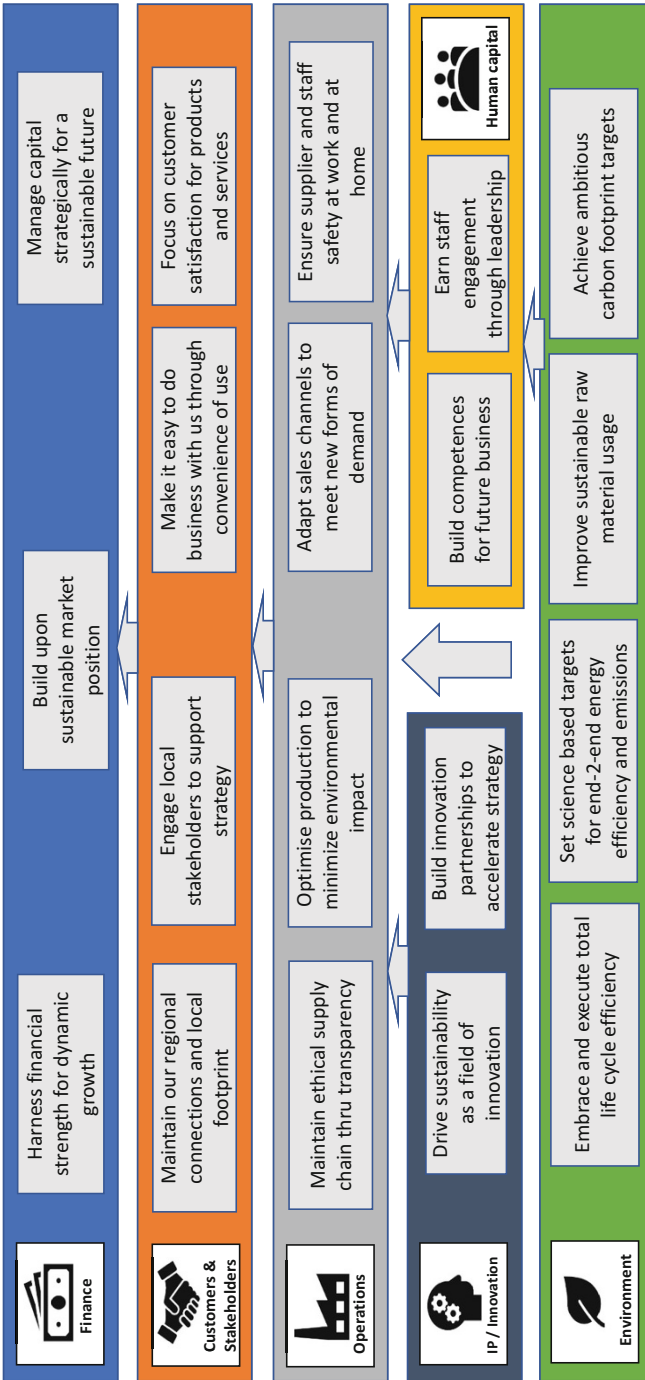 Finance
Harness financial
strength for dynamic
growth
Build upon
sustainable market
position
Manage capital
strategically for a
sustainable future
Customers &
Stakeholders
Maintain our regional
connections and local
footprint
Engage local
stakeholders to support
strategy
Make it easy to do
business with us through
convenience of use
Focus on customer
satisfaction for products
and services
Operations
Maintain ethical supply
chain thru transparency
Optimise production to
minimize environmental
impact
Adapt sales channels to
meet new forms of
demand
Ensure supplier and staff
safety at work and at
home
IP / Innovation
Drive sustainability
as a field of
innovation
Build innovation
partnerships to
accelerate strategy
Build competences
for future business
Earn staff
engagement
through leadership
Human capital
Environment
Embrace and execute total
life cycle efficiency
Set science based targets
for end-2-end energy
efficiency and emissions
Improve sustainable raw
material usage
Achieve ambitious
carbon footprint targets